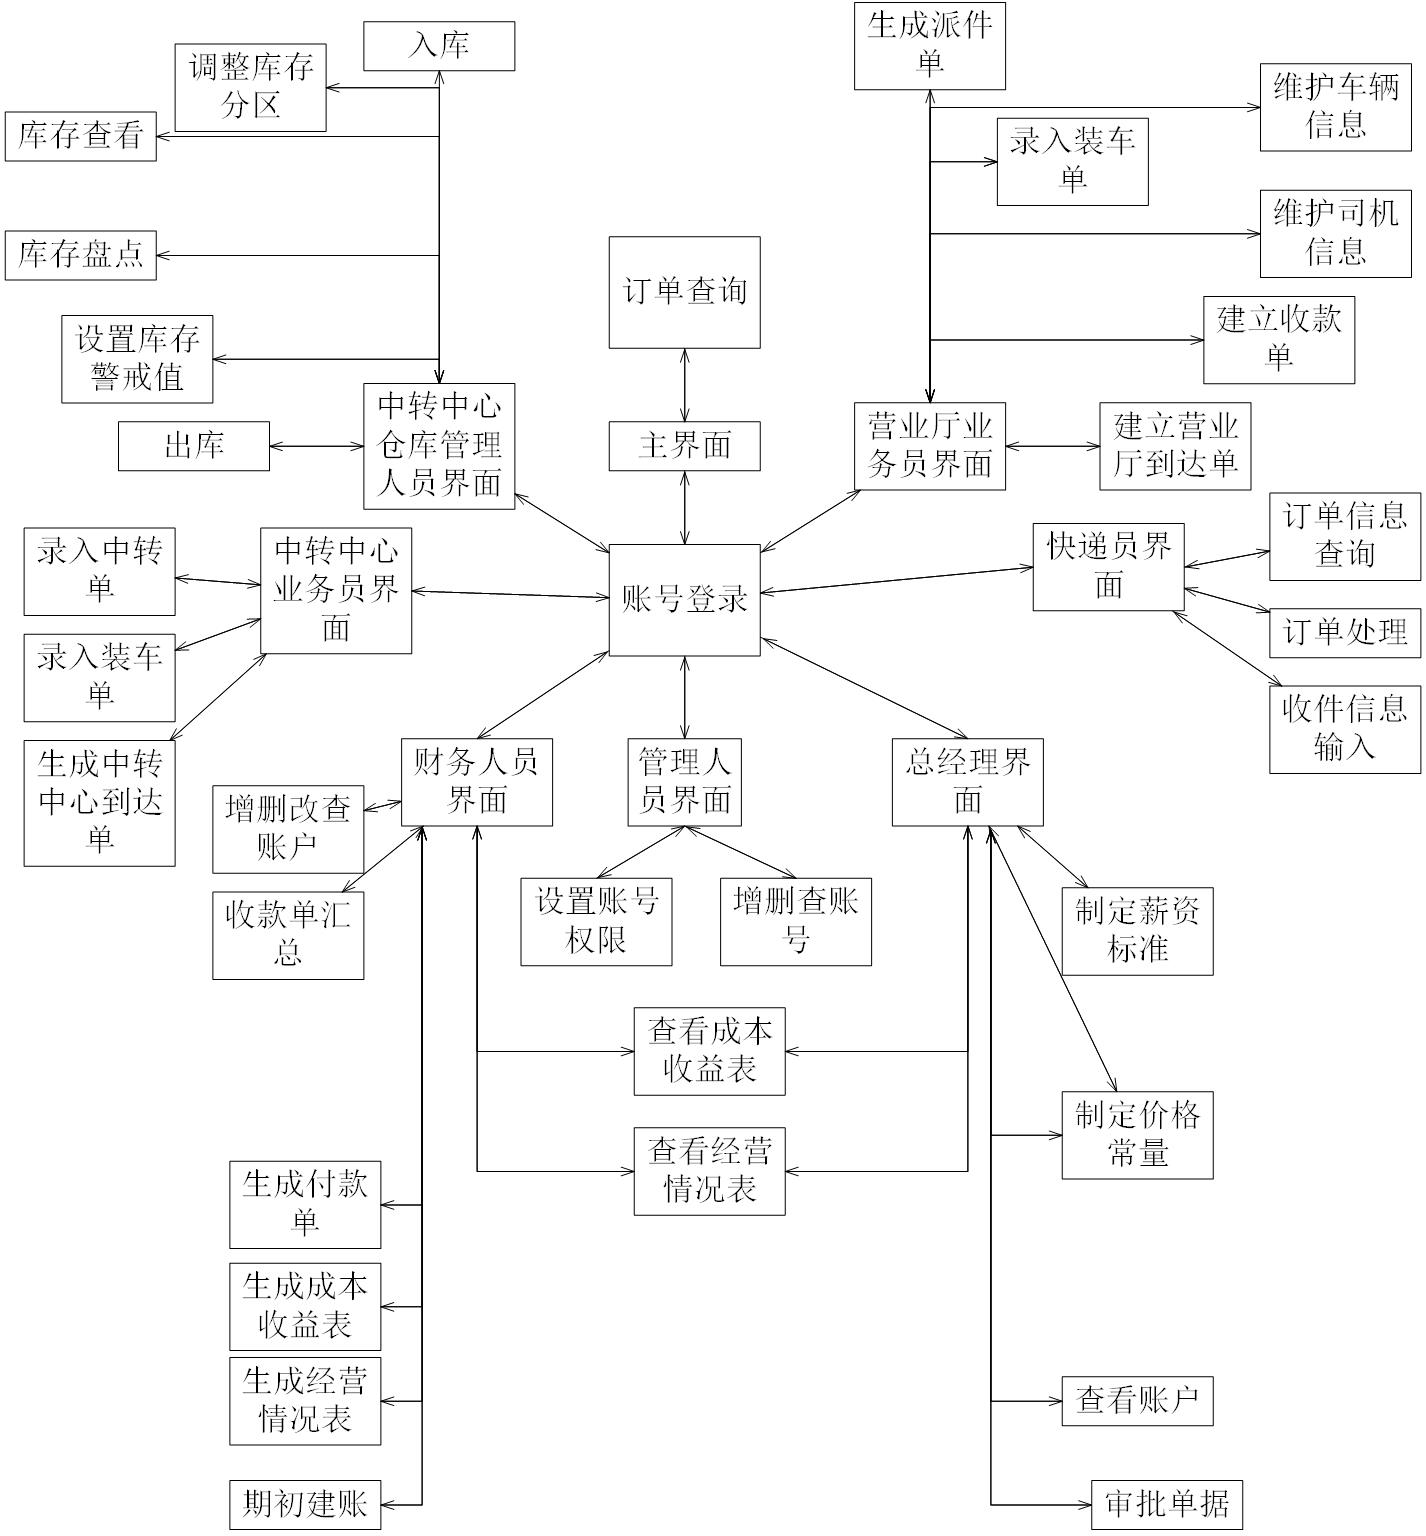 入库
调整库存
分区
库存查看
库存盘点
设置库存
警戒值
出库
中转中心
仓库管理
人员界面
订单查询
主界面
生成派件
单
维护车辆
信息
录入装车
单
维护司机
信息
建立收款
单
营业厅业
务员界面
建立营业
厅到达单
录入中转
单
中转中心
业务员界
面
录入装车
单
生成中转
中心到达
单
账号登录
快递员界
面
订单信息
查询
订单处理
收件信息
输入
财务人员
界面
管理人
员界面
总经理界
面
增删改查
账户
收款单汇
总
设置账号
权限
增删查账
号
制定薪资
标准
查看成本
收益表
制定价格
常量
查看经营
情况表
生成付款
单
生成成本
收益表
生成经营
情况表
期初建账
查看账户
审批单据